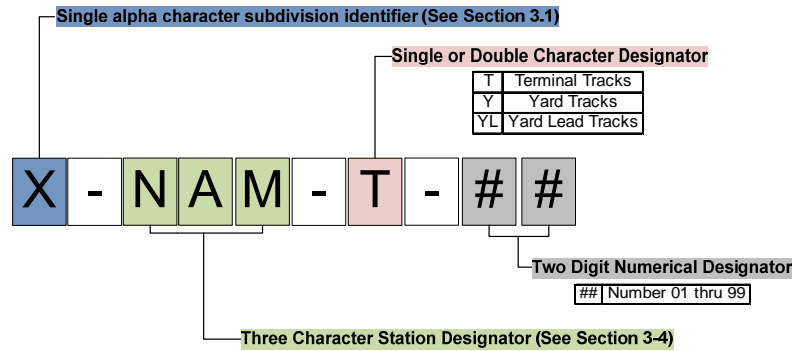 Single alpha character subdivision identifier (See Section 3.1)
Single or Double Character Designator
T Terminal Tracks
Y Yard Tracks
YL Yard Lead Tracks
X - N A M - T - # #
Two Digit Numerical Designator
## Number 01 thru 99
Three Character Station Designator (See Section 3-4)